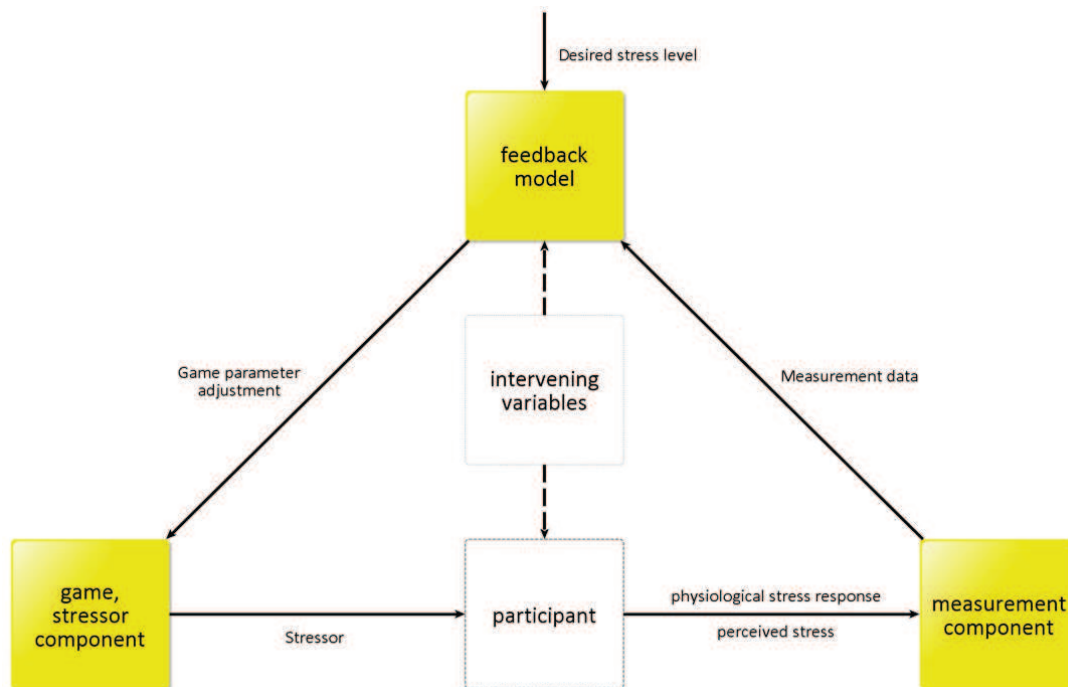 Desired stress level
feedback
model
Game parameter
adjustment
intervening
variables
Measurement data
game,
stressor
component
Stressor
participant
physiological stress response
perceived stress
measurement
component